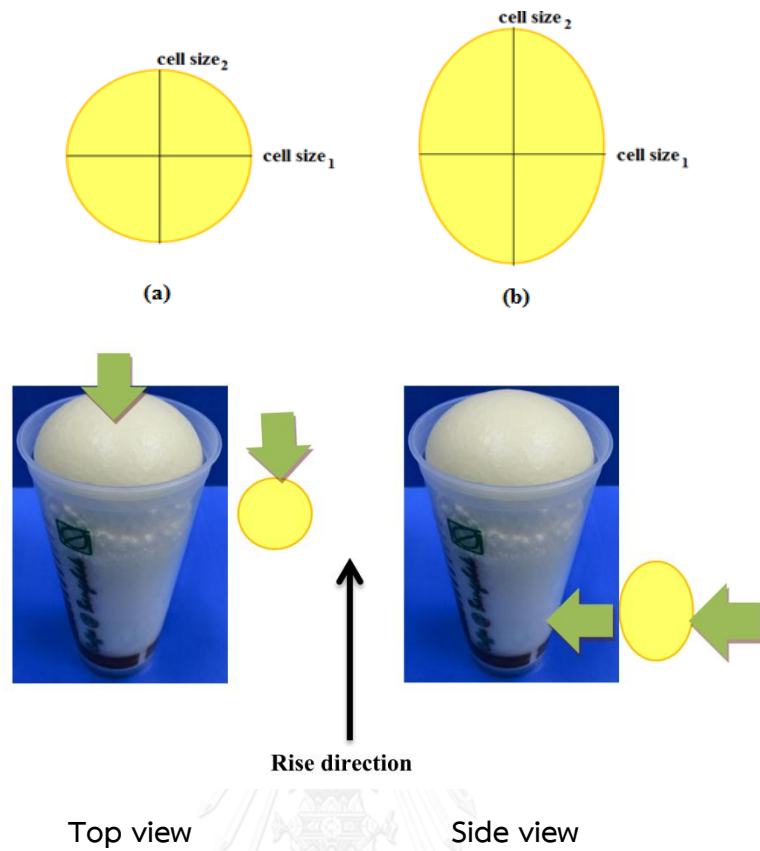 cell size2
cell size2
cell size1
cell size1
(a)
(b)
Rise direction
Top view
Side view